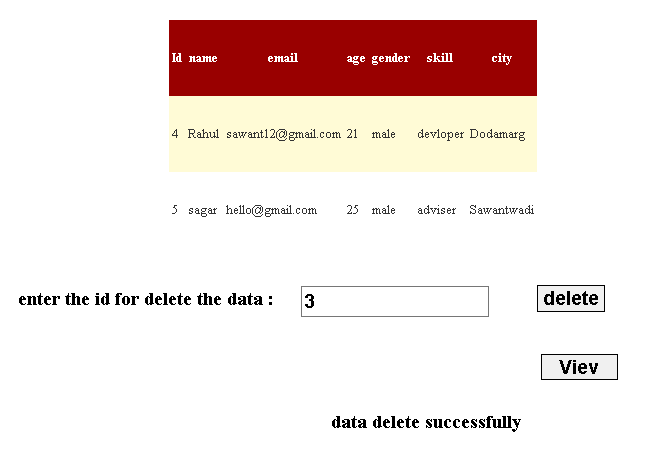 Id name email age gender skill city
4 Rahul sawant12@gmail.com 21 male devloper Dodamarg
5 sagar hello@gmail.com 25 male adviser Sawantwadi
enter the id for delete the data : 3 delete
Viev
data delete successfully